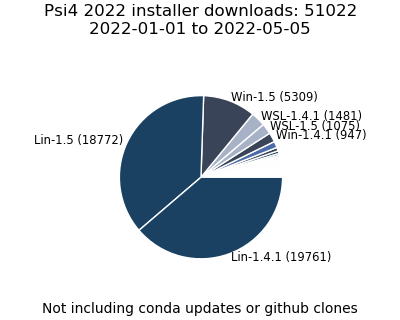 Psi4 2022 installer downloads: 51022
2022-01-01 to 2022-05-05
Win-1.5 (5309)
WSL-1.4.1 (1481)
WSL-1.5 (1075)
Win-1.4.1 (947)
Lin-1.5 (18772)
Lin-1.4.1 (19761)
Not including conda updates or github clones